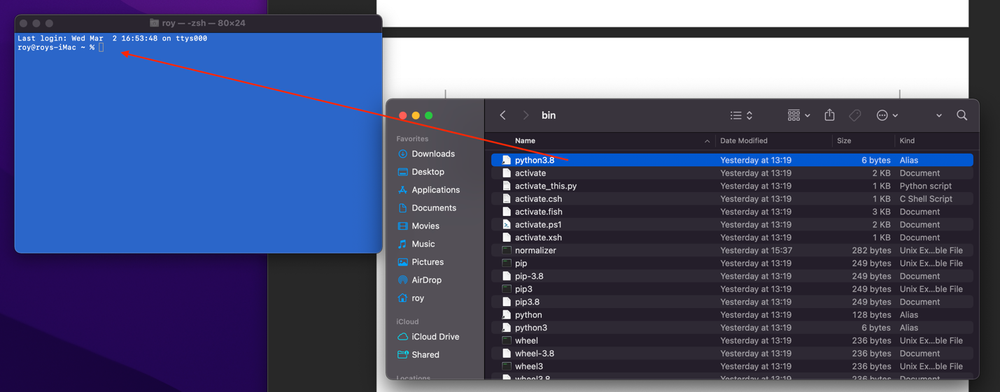 roy — -zsh — 80×24
Last login: Wed Mar  2 16:53:48 on ttys000
roy@roys-iMac ~ %
bin
Favorites
Downloads
Desktop
Applications
Documents
Movies
Music
Pictures
AirDrop
roy
iCloud
iCloud Drive
Shared
Locations
Name Date Modified Size Kind
python3.8 Yesterday at 13:19 6 bytes Alias
activate Yesterday at 13:19 2 KB Document
activate_this.py Yesterday at 13:19 1 KB Python script
activate.csh Yesterday at 13:19 1 KB C Shell Script
activate.fish Yesterday at 13:19 3 KB Document
activate.ps1 Yesterday at 13:19 2 KB Document
activate.xsh Yesterday at 13:19 1 KB Document
normalizer Yesterday at 15:37 282 bytes Unix Ex...ble File
pip Yesterday at 13:19 249 bytes Unix Ex...ble File
pip-3.8 Yesterday at 13:19 249 bytes Document
pip3 Yesterday at 13:19 249 bytes Unix Ex...ble File
pip3.8 Yesterday at 13:19 249 bytes Document
python Yesterday at 13:19 128 bytes Alias
python3 Yesterday at 13:19 6 bytes Alias
wheel Yesterday at 13:19 236 bytes Unix Ex...ble File
wheel-3.8 Yesterday at 13:19 236 bytes Document
wheel3 Yesterday at 13:19 236 bytes Unix Ex...ble File
wheel3.8 Yesterday at 13:19 236 bytes Document